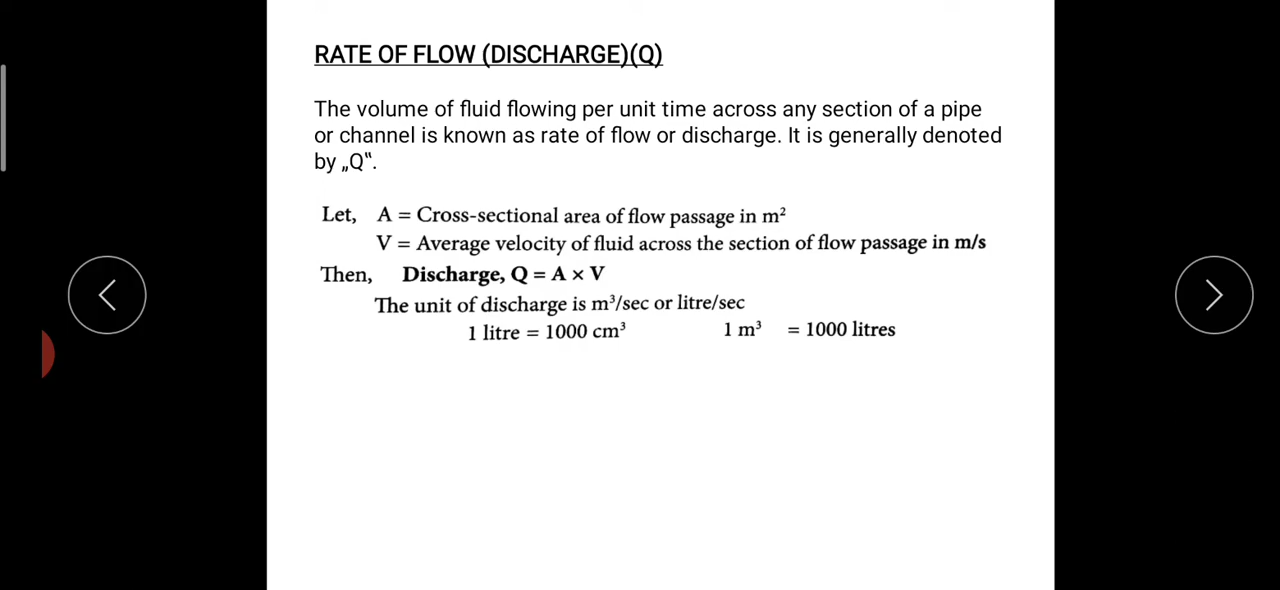 RATE OF FLOW (DISCHARGE)(Q)
The volume of fluid flowing per unit time across any section of a pipe
or channel is known as rate of flow or discharge. It is generally denoted
by „Q‟.
Let, A = Cross-sectional area of flow passage in m²
V = Average velocity of fluid across the section of flow passage in m/s
Then, Discharge, Q = A × V
The unit of discharge is m³/sec or litre/sec
1 litre = 1000 cm³ 1 m³ = 1000 litres